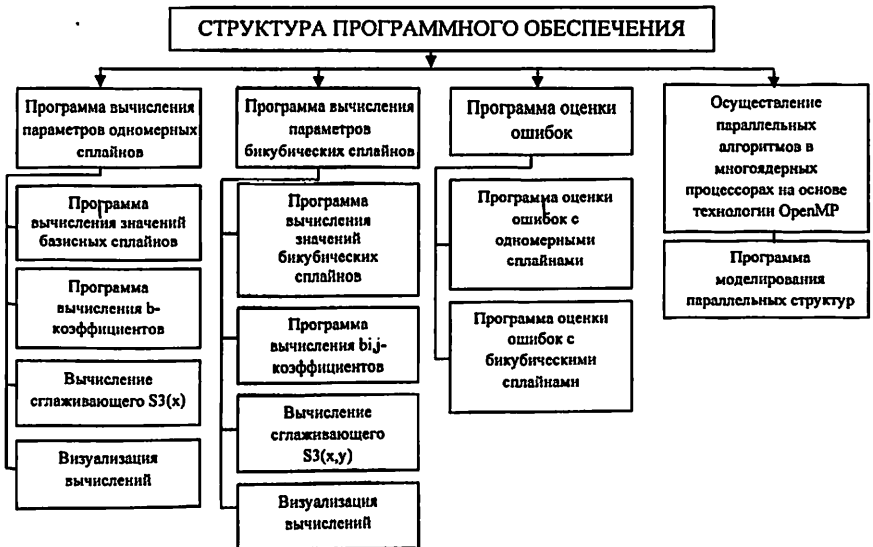 СТРУКТУРА ПРОГРАММНОГО ОБЕСПЕЧЕНИЯ
Программа вычисления
параметров одномерных
сплайнов
Программа
вычисления значений
базисных сплайнов
Программа
вычисления b-
коэффициентов
Вычисление
сглаживающего S3(x)
Визуализация
вычислений
Программа вычисления
параметров
бикубических сплайнов
Программа
вычисления
значений
бикубических
сплайнов
Программа
вычисления bi,j-
коэффициентов
Вычисление
сглаживающего
S3(x,y)
Визуализация
вычислений
Программа оценки
ошибок
Программа оценки
ошибок с
одномерными
сплайнами
Программа оценки
ошибок с
бикубическими
сплайнами
Осуществление
параллельных
алгоритмов в
многоядерных
процессорах на основе
технологии OpenMP
Программа
моделирования
параллельных структур